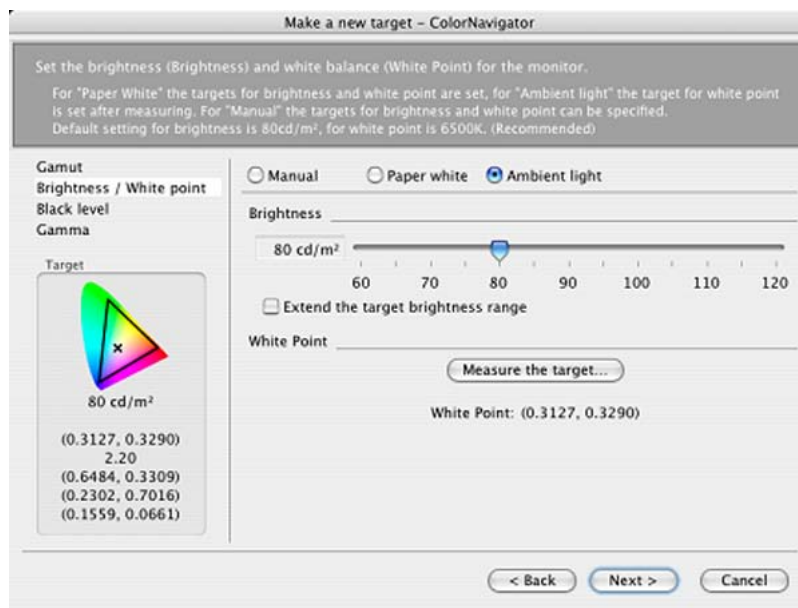 Make a new target – ColorNavigator
Set the brightness (Brightness) and white balance (White Point) for the monitor.
For "Paper White" the targets for brightness and white point are set, for "Ambient light" the target for white point
is set after measuring. For "Manual" the targets for brightness and white point can be specified.
Default setting for brightness is 80cd/m², for white point is 6500K. (Recommended)
Gamut
Brightness / White point
Black level
Gamma
Target
80 cd/m²
(0.3127, 0.3290)
2.20
(0.6484, 0.3309)
(0.2302, 0.7016)
(0.1559, 0.0661)
Manual Paper white Ambient light
Brightness
80 cd/m²
60 70 80 90 100 110 120
Extend the target brightness range
White Point
Measure the target...
White Point: (0.3127, 0.3290)
< Back Next > Cancel